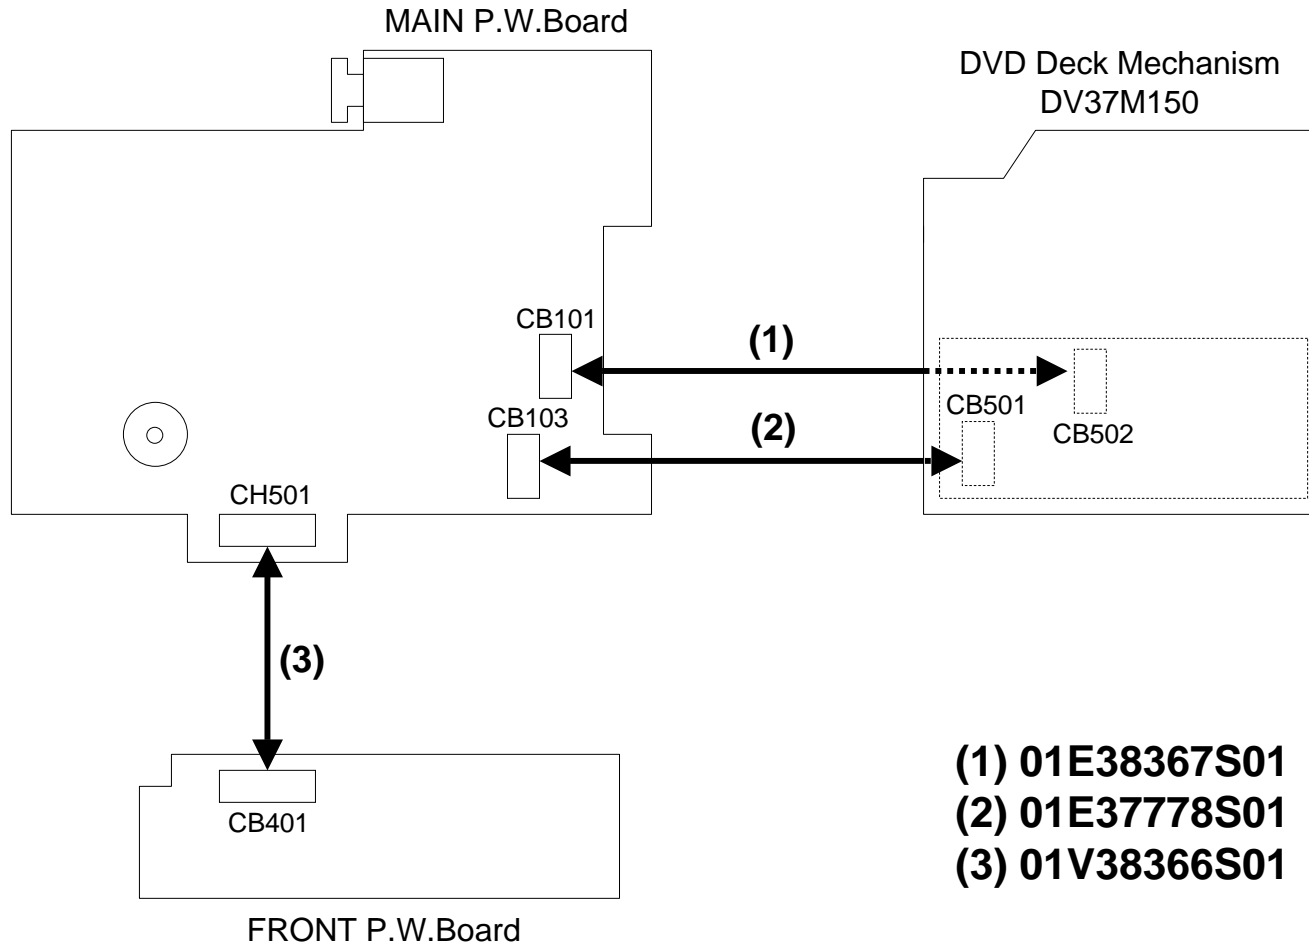 MAIN P.W.Board
DVD Deck Mechanism
DV37M150
CB101
(1)
CB103
(2)
CB501
CB502
CH501
(3)
CB401
FRONT P.W.Board
(1) 01E38367S01
(2) 01E37778S01
(3) 01V38366S01